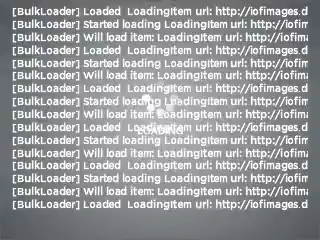 [BulkLoader] Loaded LoadingItem url: http://iofimages.d
[BulkLoader] Started loading LoadingItem url: http://iofim
[BulkLoader] Will load item: LoadingItem url: http://iofima
[BulkLoader] Loaded LoadingItem url: http://iofimages.d
[BulkLoader] Started loading LoadingItem url: http://iofim
[BulkLoader] Will load item: LoadingItem url: http://iofima
[BulkLoader] Loaded LoadingItem url: http://iofimages.d
[BulkLoader] Started loading LoadingItem url: http://iofim
[BulkLoader] Will load item: LoadingItem url: http://iofima
[BulkLoader] Loaded LoadingItem url: http://iofimages.d
LOADING
[BulkLoader] Started loading LoadingItem url: http://iofim
[BulkLoader] Will load item: LoadingItem url: http://iofima
[BulkLoader] Loaded LoadingItem url: http://iofimages.d
[BulkLoader] Started loading LoadingItem url: http://iofim
[BulkLoader] Will load item: LoadingItem url: http://iofima
[BulkLoader] Loaded LoadingItem url: http://iofimages.d